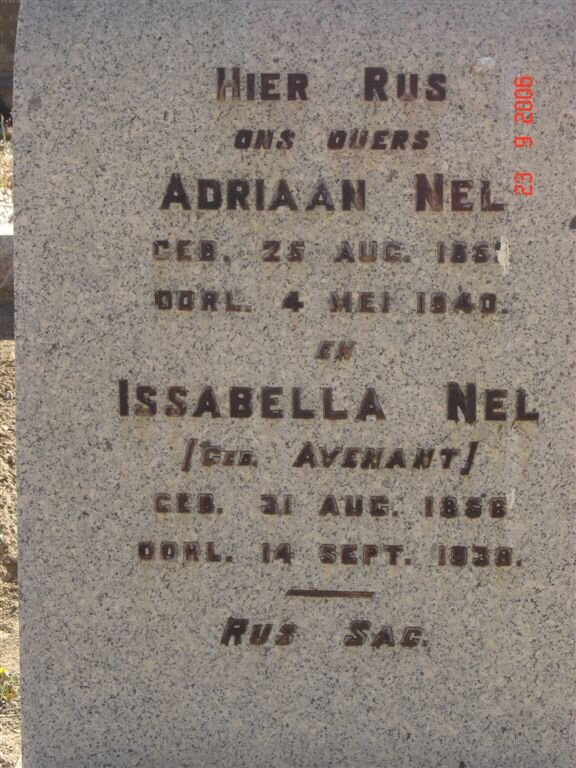 HIER RUS
ONS OUERS
ADRIAAN NEL
GEB. 25 AUG.
OORL. 4 MEI 1940.
EN
ISSABELLA NEL
(GEB. AVENANT)
GEB. 31 AUG. 1858
OORL. 14 SEPT. 1938.
RUS SAG.
23 9 2006